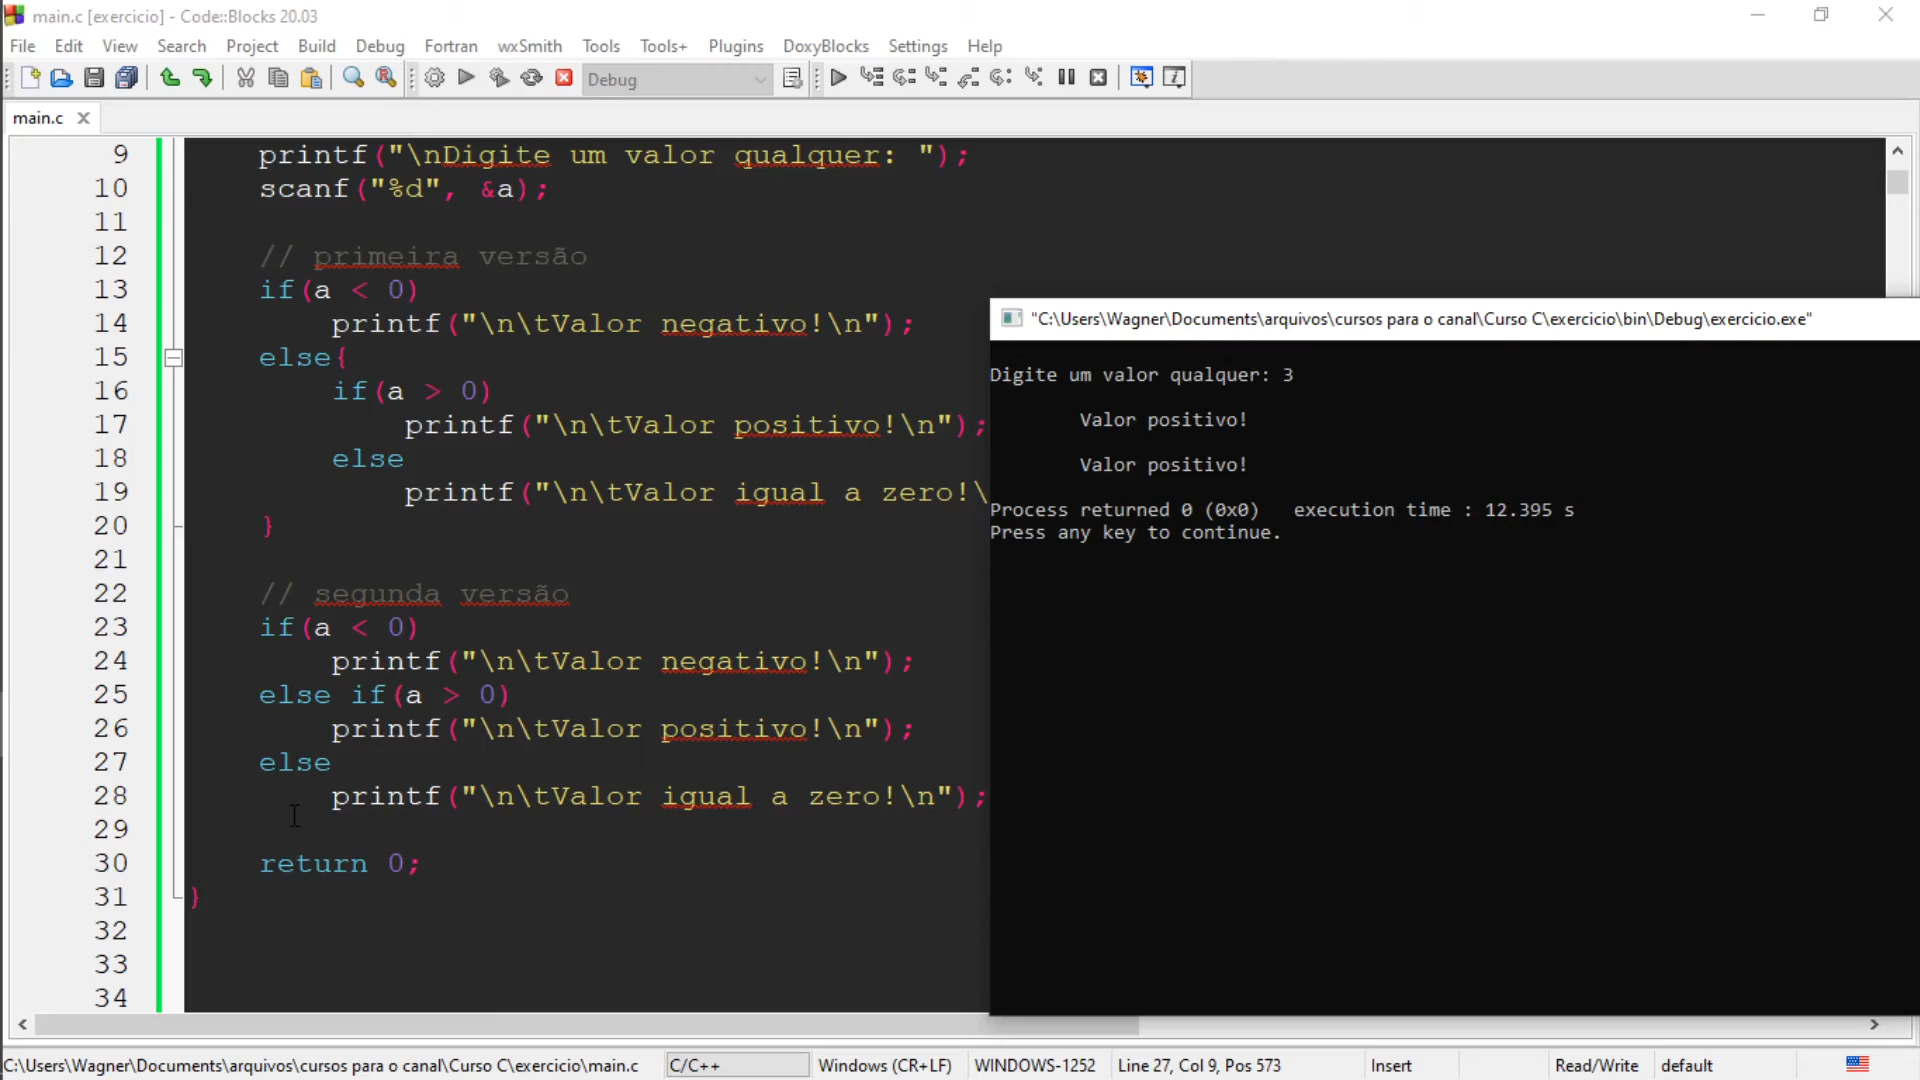 main.c [exercicio] - Code::Blocks 20.03
File Edit View Search Project Build Debug Fortran wxSmith Tools Tools+ Plugins DoxyBlocks Settings Help
Debug
main.c
9 printf("\nDigite um valor qualquer: ");
10 scanf("%d", &a);
11
12 // primeira versão
13 if(a < 0)
14 printf("\n\tValor negativo!\n");
15 else{
16 if(a > 0)
17 printf("\n\tValor positivo!\n");
18 else
19 printf("\n\tValor igual a zero!\
20 }
21
22 // segunda versão
23 if(a < 0)
24 printf("\n\tValor negativo!\n");
25 else if(a > 0)
26 printf("\n\tValor positivo!\n");
27 else
28 printf("\n\tValor igual a zero!\n");
29
30 return 0;
31 }
32
33
34
"C:\Users\Wagner\Documents\arquivos\cursos para o canal\Curso C\exercicio\bin\Debug\exercicio.exe"
Digite um valor qualquer: 3
Valor positivo!
Valor positivo!
Process returned 0 (0x0) execution time : 12.395 s
Press any key to continue.
C:\Users\Wagner\Documents\arquivos\cursos para o canal\Curso C\exercicio\main.c C/C++ Windows (CR+LF) WINDOWS-1252 Line 27, Col 9, Pos 573 Insert Read/Write default